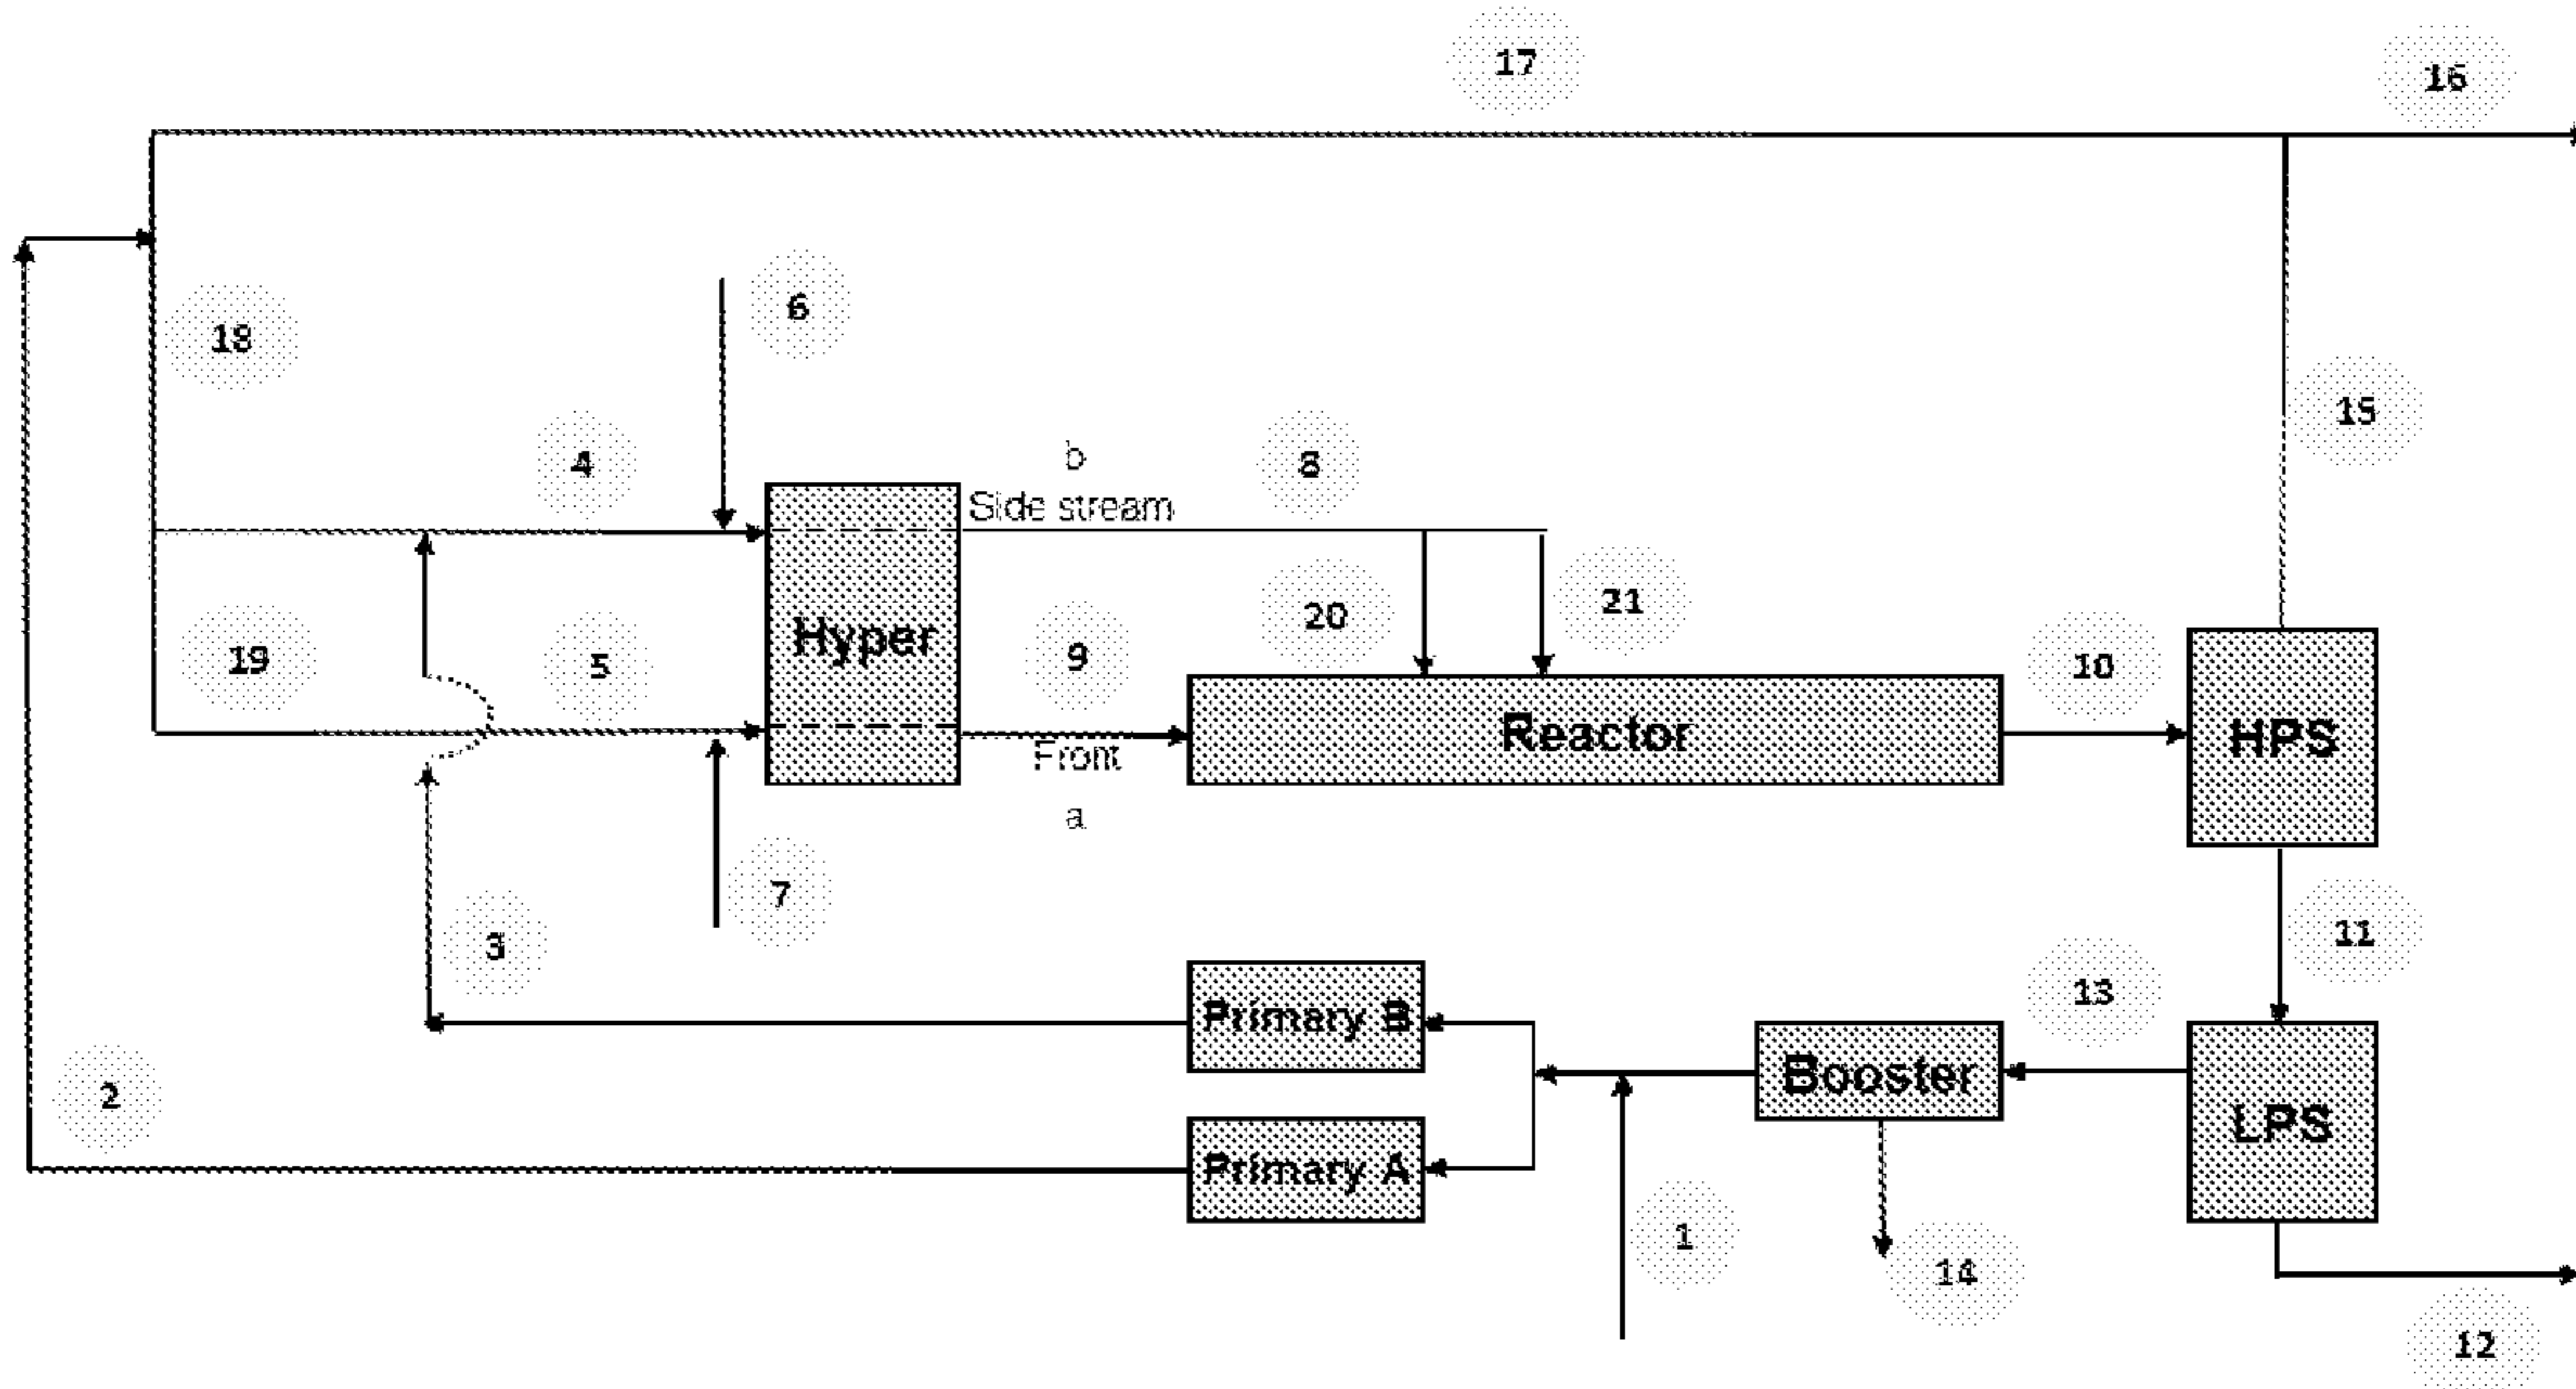 17
16
6
18
15
b
4
8
Side stream
20
21
Hyper
19
5
9
10
Reactor
HPS
Front
a
7
3
11
13
Primary B
Booster
2
LPS
Primary A
1
14
12